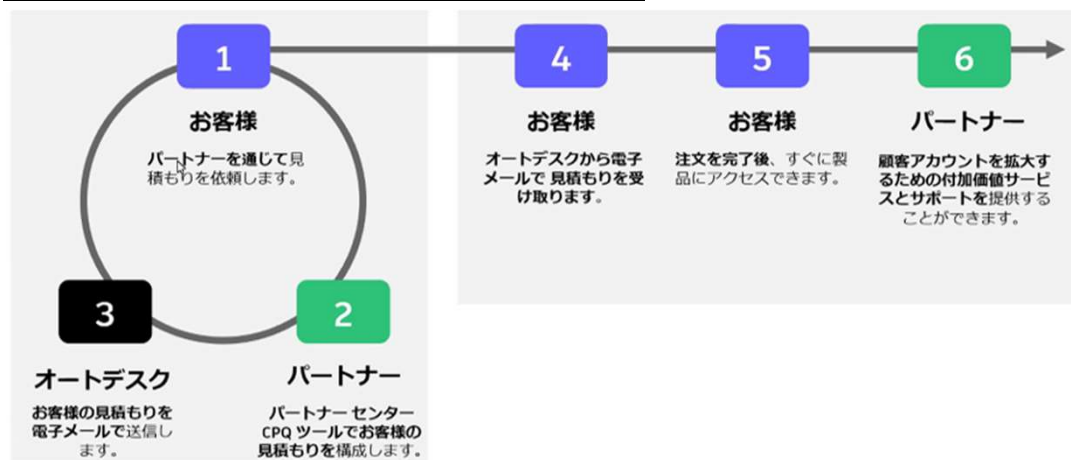 1
お客様
パートナーを通じて見
積もりを依頼します。
2
パートナー
パートナー センター
CPQ ツールでお客様の
見積もりを構成します。
3
オートデスク
お客様の見積もりを
電子メールで送信し
ます。
4
お客様
オートデスクから電子
メールで 見積もりを受
け取ります。
5
お客様
注文を完了後、すぐに製
品にアクセスできます。
6
パートナー
顧客アカウントを拡大す
るための付加価値サービ
スとサポートを提供する
ことができます。